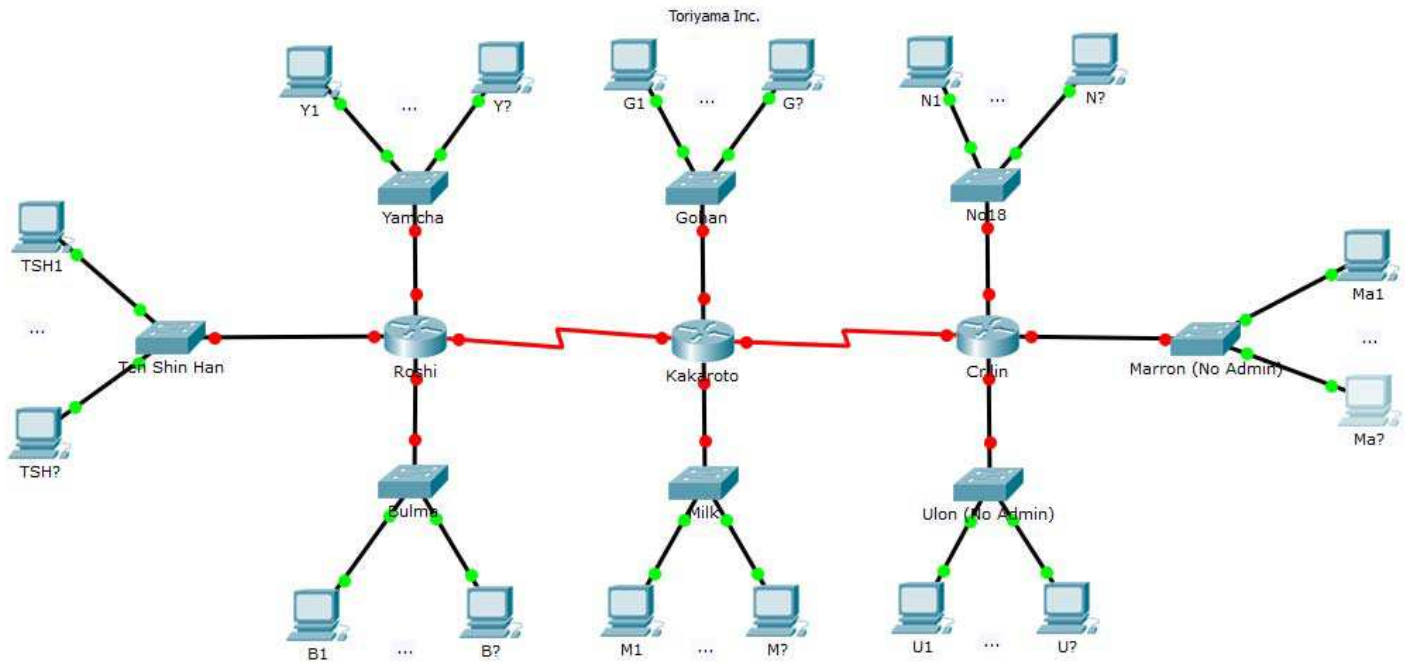 Toriyama Inc.
Y1
...
Y?
G1
...
G?
N1
...
N?
Yamcha
Gohan
No18
TSH1
...
Ten Shin Han
Roshi
Kakaroto
Crilin
Marron (No Admin)
Ma1
...
Ma?
TSH?
Bulma
Milk
Ulon (No Admin)
B1
...
B?
M1
...
M?
U1
...
U?